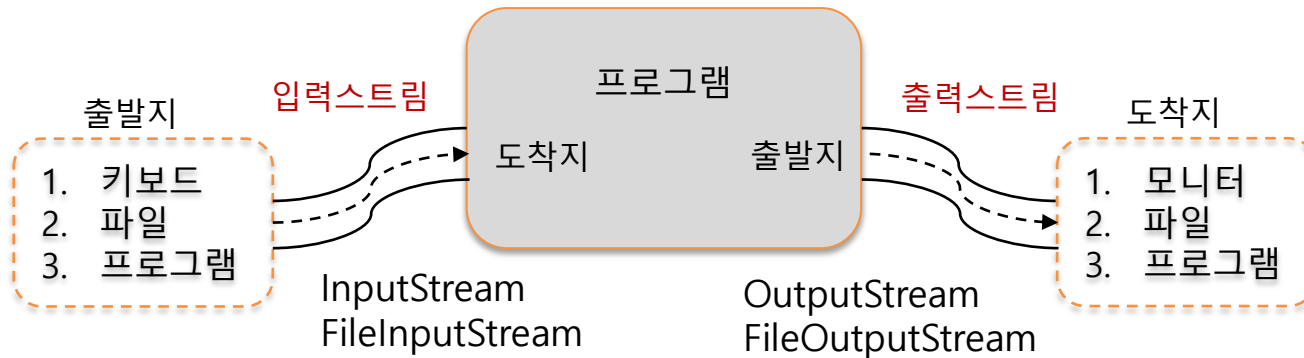 출발지
1. 키보드
2. 파일
3. 프로그램
입력스트림
InputStream
FileInputStream
프로그램
도착지
출발지
출력스트림
OutputStream
FileOutputStream
도착지
1. 모니터
2. 파일
3. 프로그램